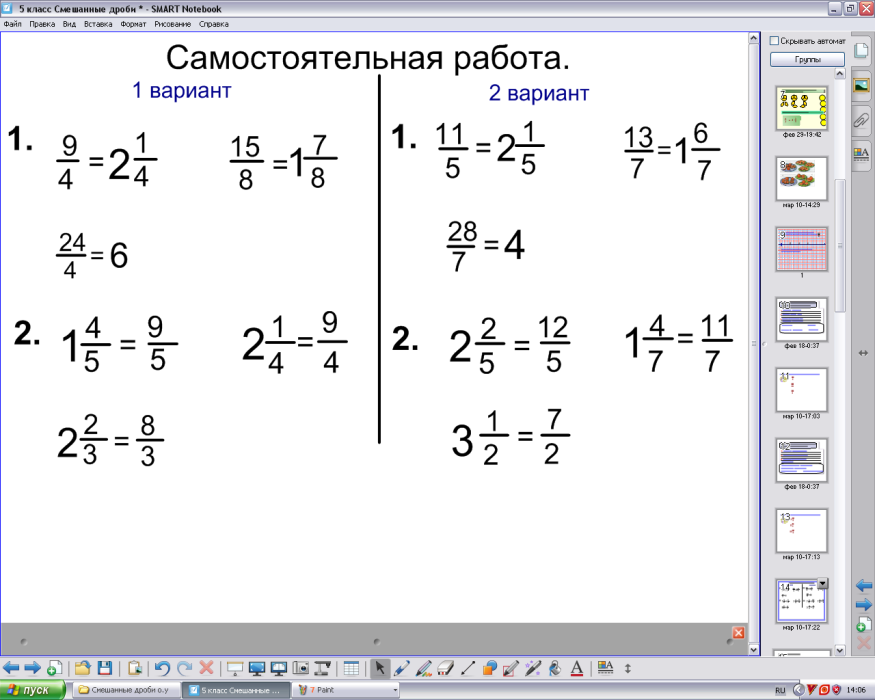 5 класс Смешанные дроби * - SMART Notebook
Файл Правка Вид Вставка Формат Рисование Справка
Самостоятельная работа.
1 вариант
1. 9/4 = 2 1/4 15/8 = 1 7/8
24/4 = 6
2. 1 4/5 = 9/5 2 1/4 = 9/4
2 2/3 = 8/3
2 вариант
1. 11/5 = 2 1/5 13/7 = 1 6/7
28/7 = 4
2. 2 2/5 = 12/5 1 4/7 = 11/7
3 1/2 = 7/2
Скрывать автомат
Группы
фев 29-19:42
8
мар 10-14:29
9
1
фев 18-0:37
11
мар 10-17:03
фев 18-0:37
13
мар 10-17:13
14
мар 10-17:22
пуск
Смешанные дроби о.у
5 класс Смешанные ...
7 Paint
RU
14:06